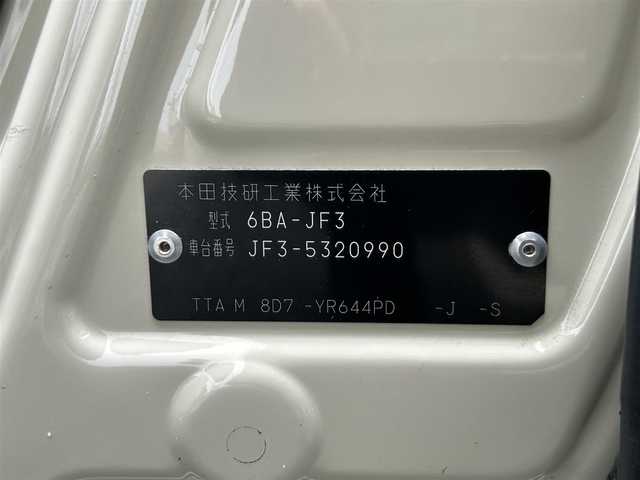 本田技研工業株式会社
型式 6BA-JF3
車台番号 JF3-5320990
TTA M 8D7 -YR644PD -J -S